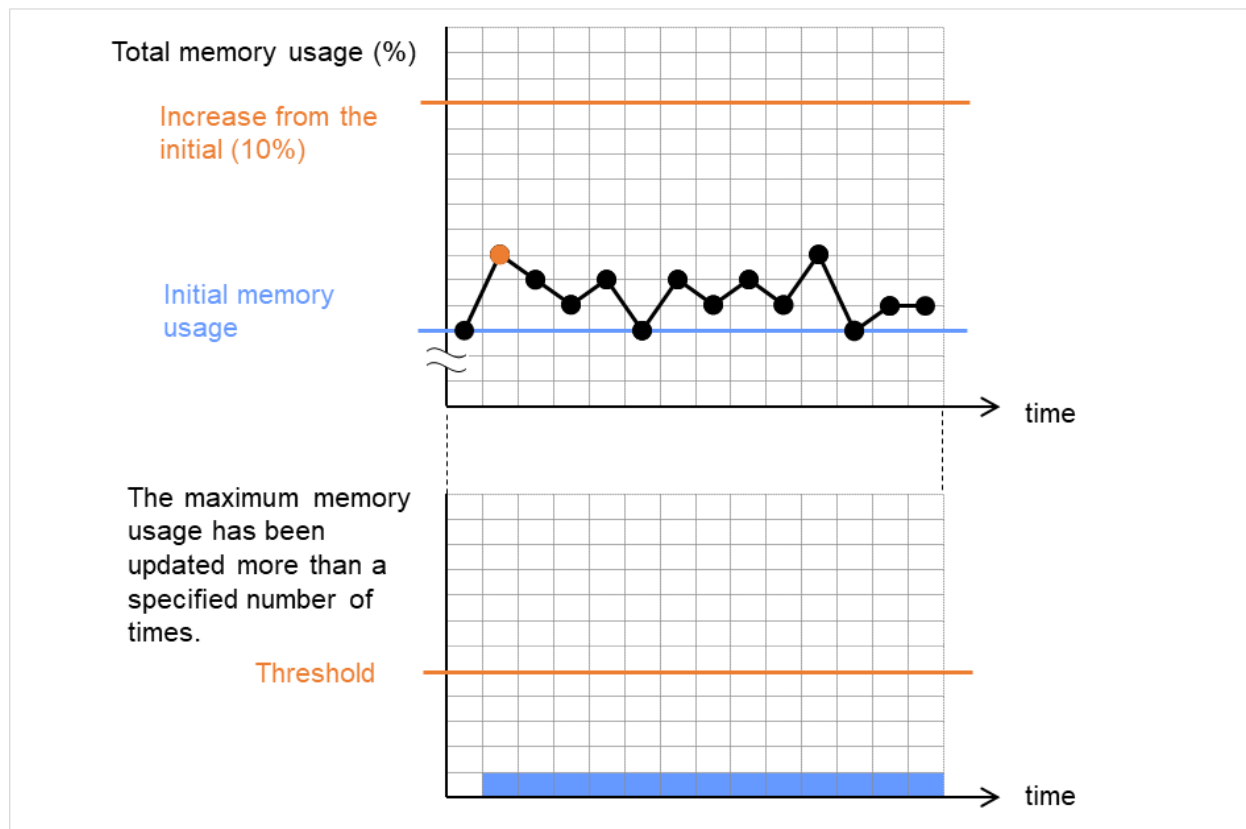 Total memory usage (%)
Increase from the
initial (10%)
Initial memory
usage
time
The maximum memory
usage has been
updated more than a
specified number of
times.
Threshold
time